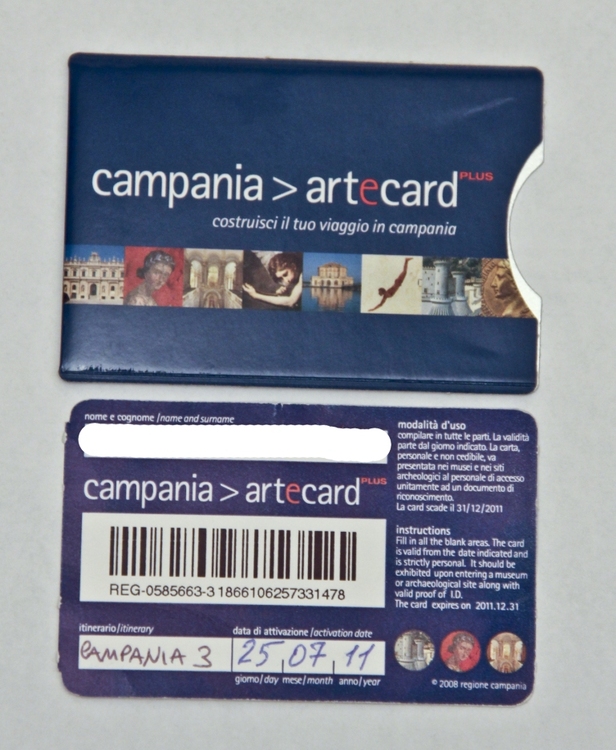 campania > artecard PLUS
costruisci il tuo viaggio in campania
nome e cognome /name and surname
campania > artecard PLUS
REG-0585663-3 1866106257331478
itinerario/itinerary
data di attivazione /activation date
CAMPANIA 3
25 07 11
giorno/day mese/month anno/year
modalità d'uso
compilare in tutte le parti. La validità
parte dal giorno indicato. La carta,
personale e non cedibile, va
presentata nei musei e nei siti
archeologici al personale di accesso
unitamente ad un documento di
riconoscimento.
La card scade il 31/12/2011
instructions
Fill in all the blank areas. The card
is valid from the date indicated and
is strictly personal. It should be
exhibited upon entering a museum
or archaeological site along with
valid proof of I.D.
The card expires on 2011.12.31
© 2008 regione campania